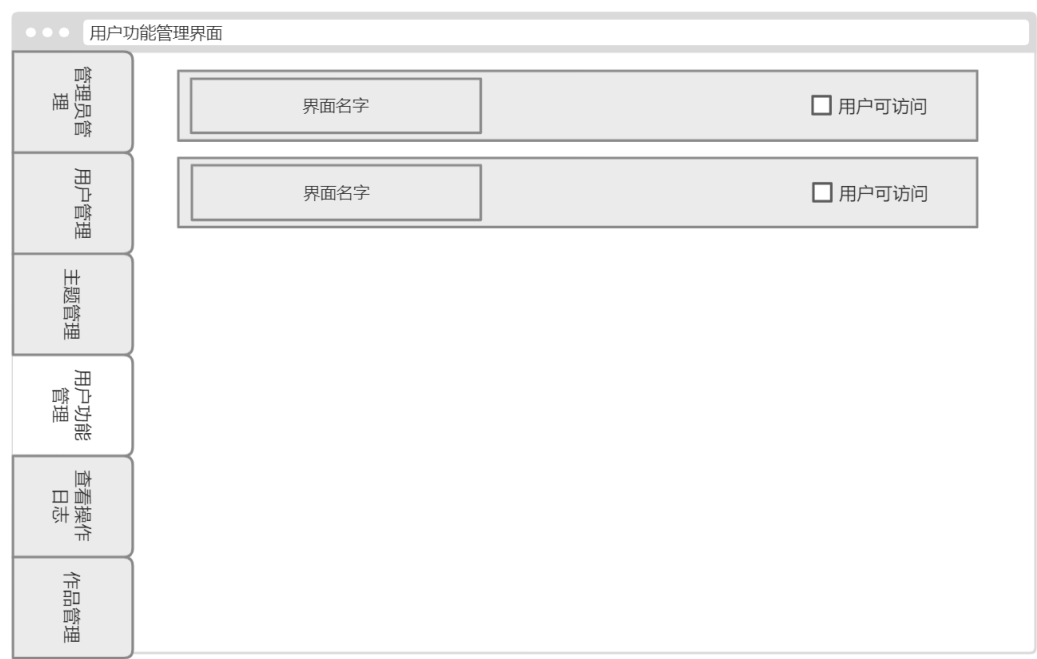 用户功能管理界面
管理员管
理
用户管理
主题管理
用户功能
管理
查看操作
日志
作品管理
界面名字
用户可访问
界面名字
用户可访问